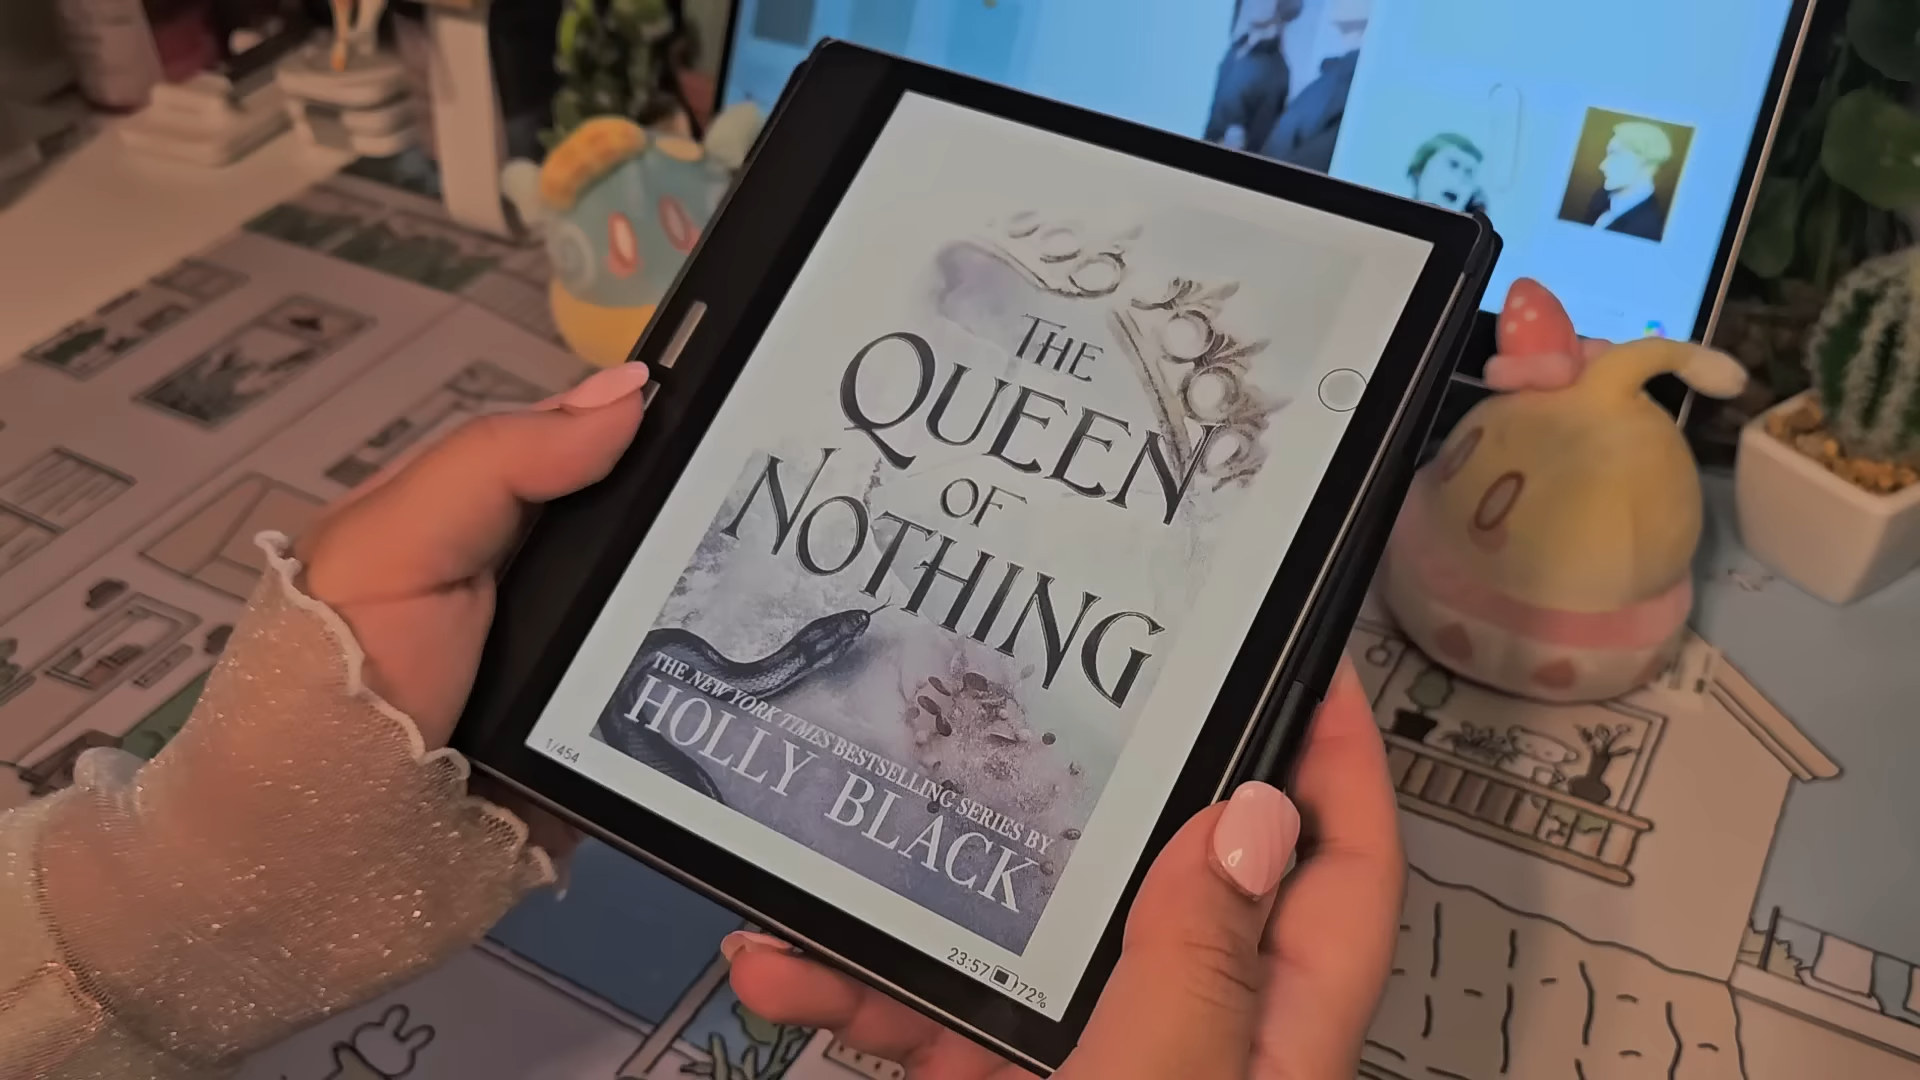 THE
QUEEN
OF
NOTHING
THE NEW YORK TIMES BESTSELLING SERIES BY
HOLLY BLACK
1/454
23:57 72%